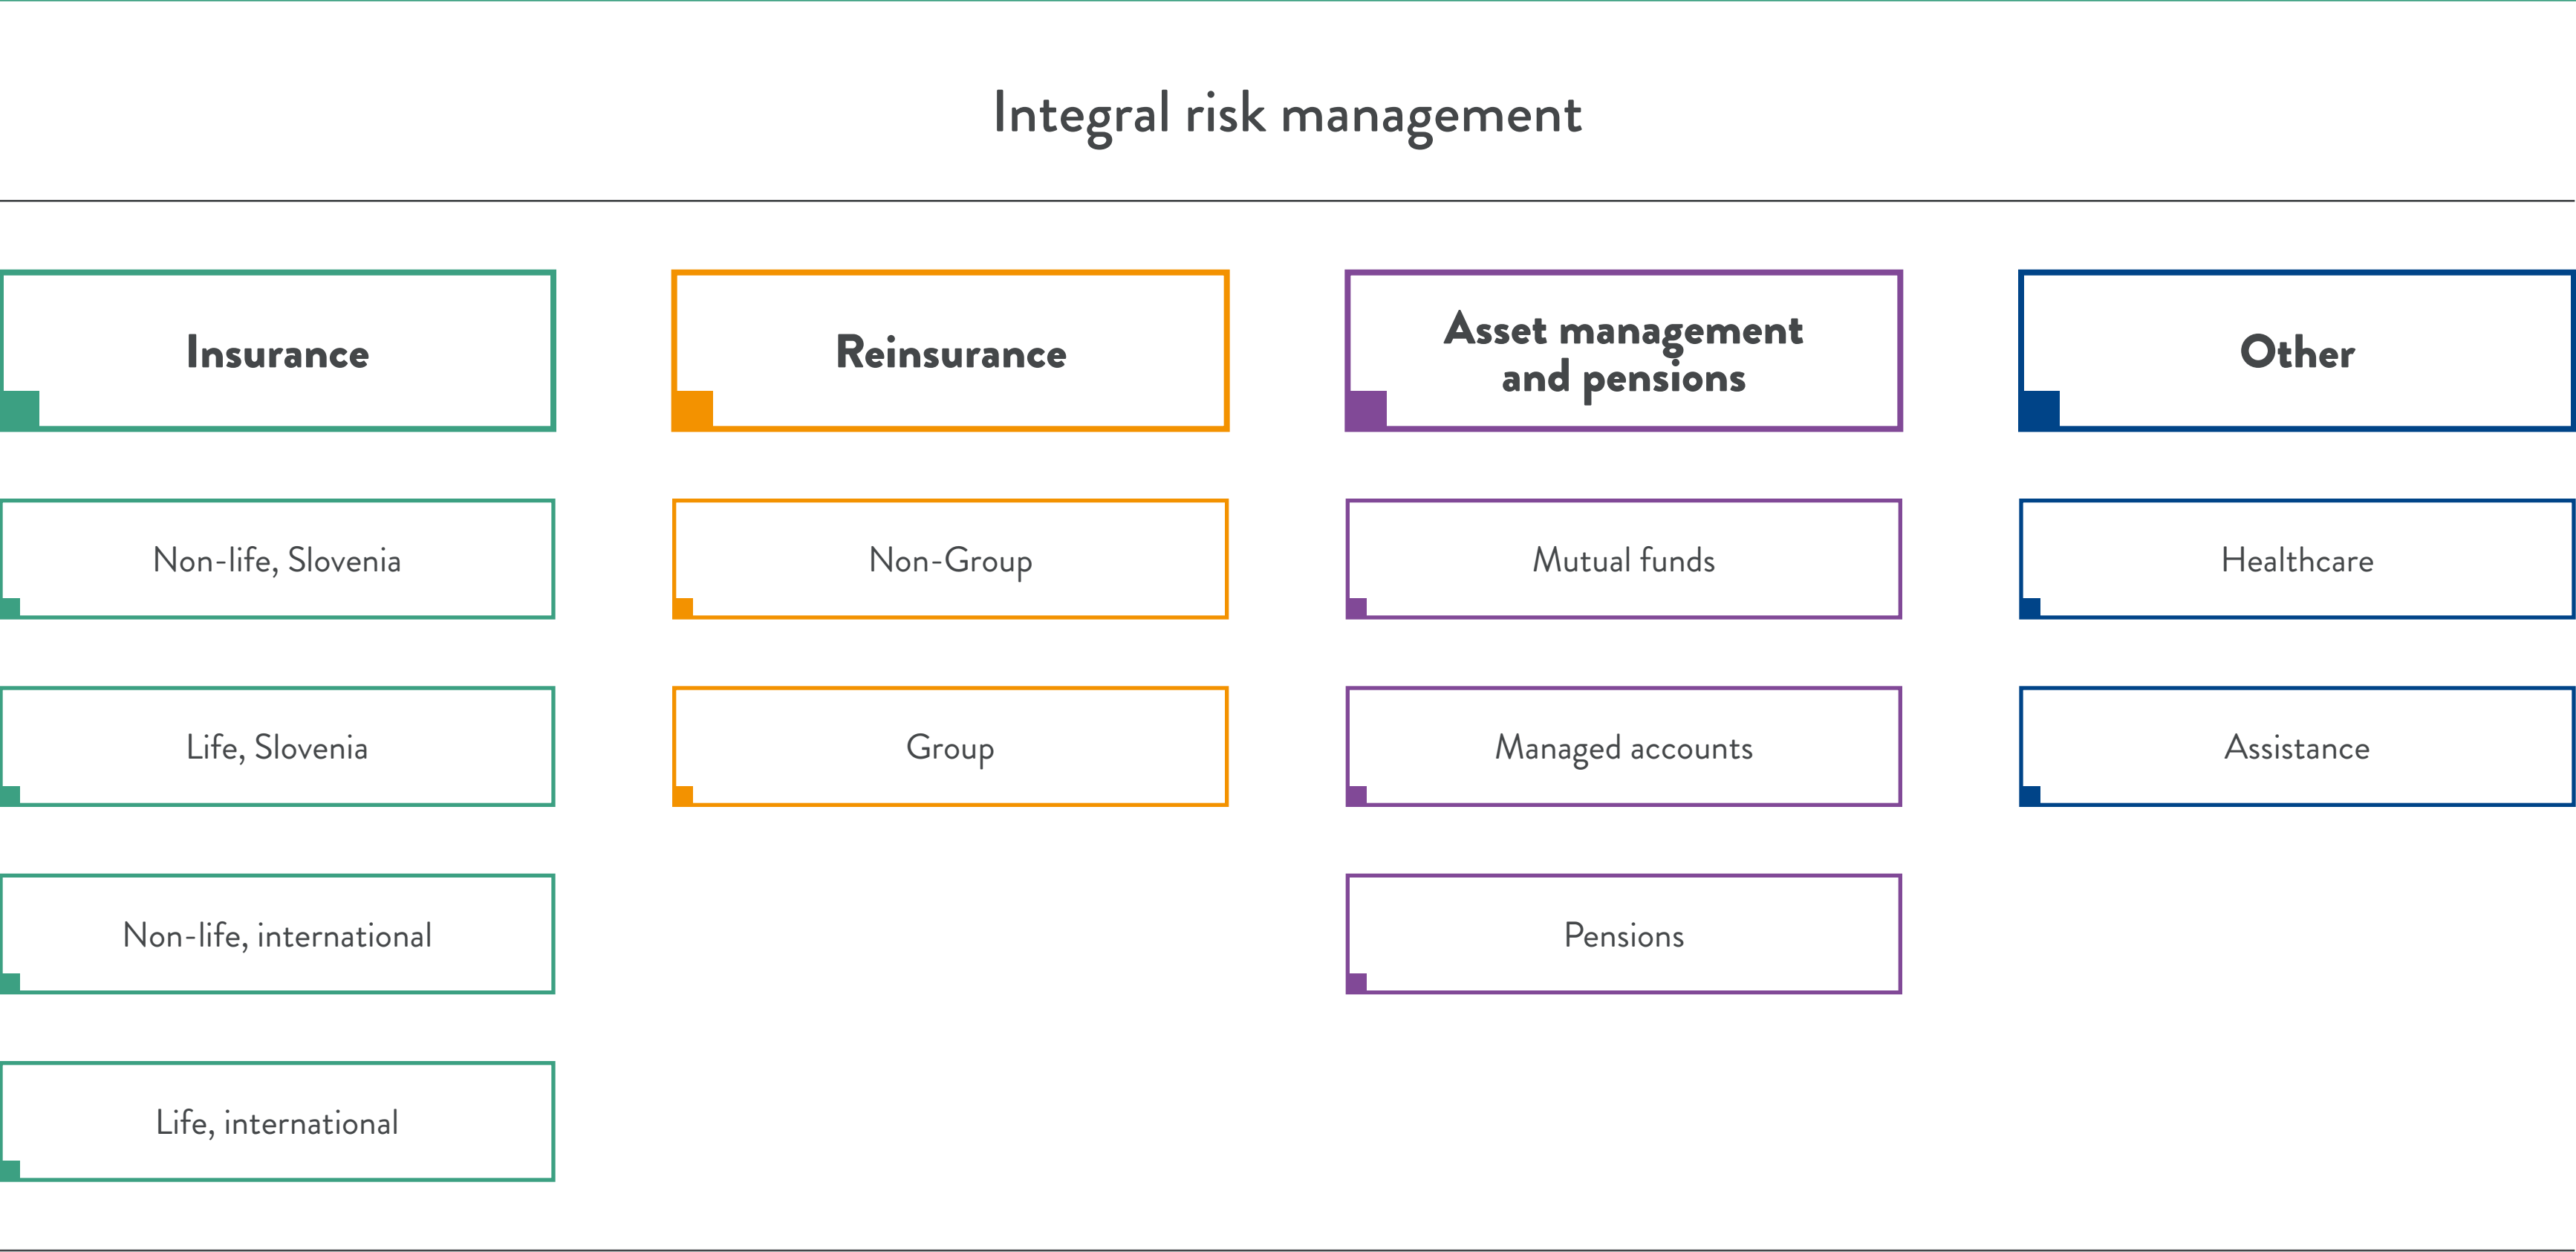 Integral risk management
Insurance
Reinsurance
Asset management
and pensions
Other
Non-life, Slovenia
Non-Group
Mutual funds
Healthcare
Life, Slovenia
Group
Managed accounts
Assistance
Non-life, international
Pensions
Life, international